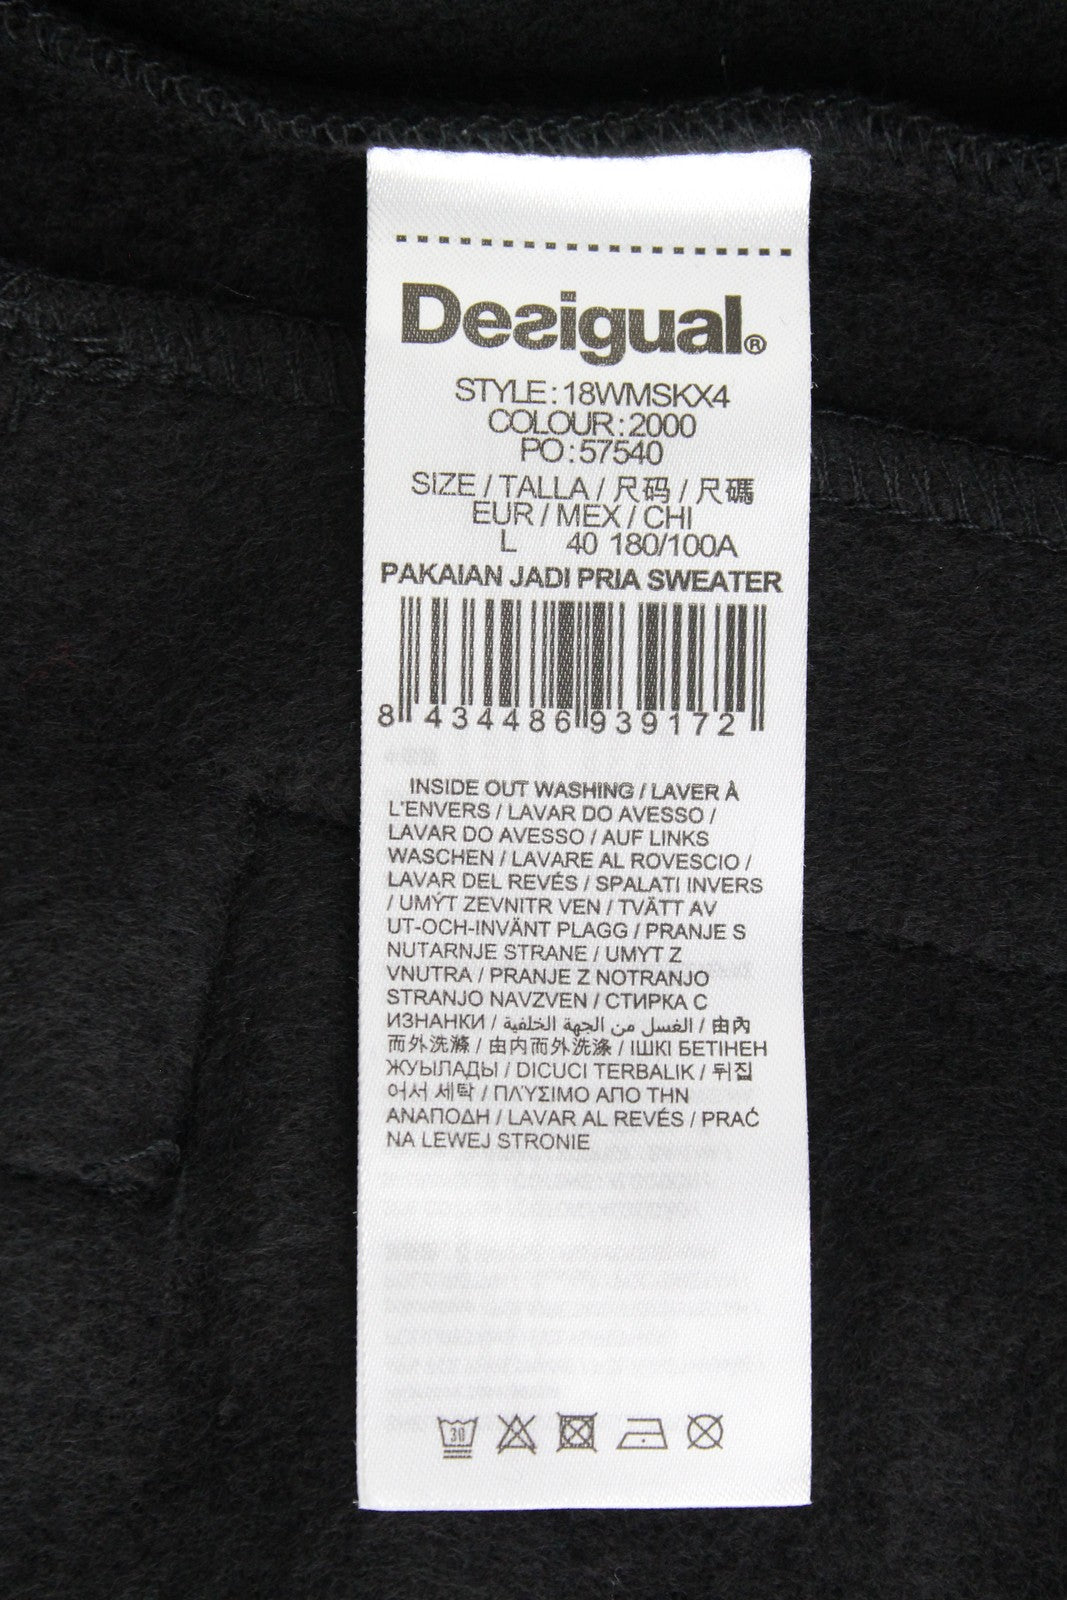 Desigual®
STYLE:18WMSKX4
COLOUR:2000
PO:57540
SIZE / TALLA / 尺码 / 尺碼
EUR / MEX / CHI
L 40 180/100A
PAKAIAN JADI PRIA SWEATER
8 434486 939172
INSIDE OUT WASHING / LAVER À
L'ENVERS / LAVAR DO AVESSO /
LAVAR DO AVESSO / AUF LINKS
WASCHEN / LAVARE AL ROVESCIO /
LAVAR DEL REVÉS / SPALATI INVERS
/ UMÝT ZEVNITR VEN / TVÄTT AV
UT-OCH-INVÄNT PLAGG / PRANJE S
NUTARNJE STRANE / UMYT Z
VNUTRA / PRANJE Z NOTRANJO
STRANJO NAVZVEN / СТИРКА С
ИЗНАНКИ / الغسل من الجهة الخلفية / 由內
而外洗滌 / 由内而外洗涤 / ІШКІ БЕТІНЕН
ЖУЫЛАДЫ / DICUCI TERBALIK / 뒤집
어서 세탁 / ΠΛΎΣΙΜΟ ΑΠΟ ΤΗΝ
ΑΝΑΠΟΔΗ / LAVAR AL REVÉS / PRAĆ
NA LEWEJ STRONIE
30